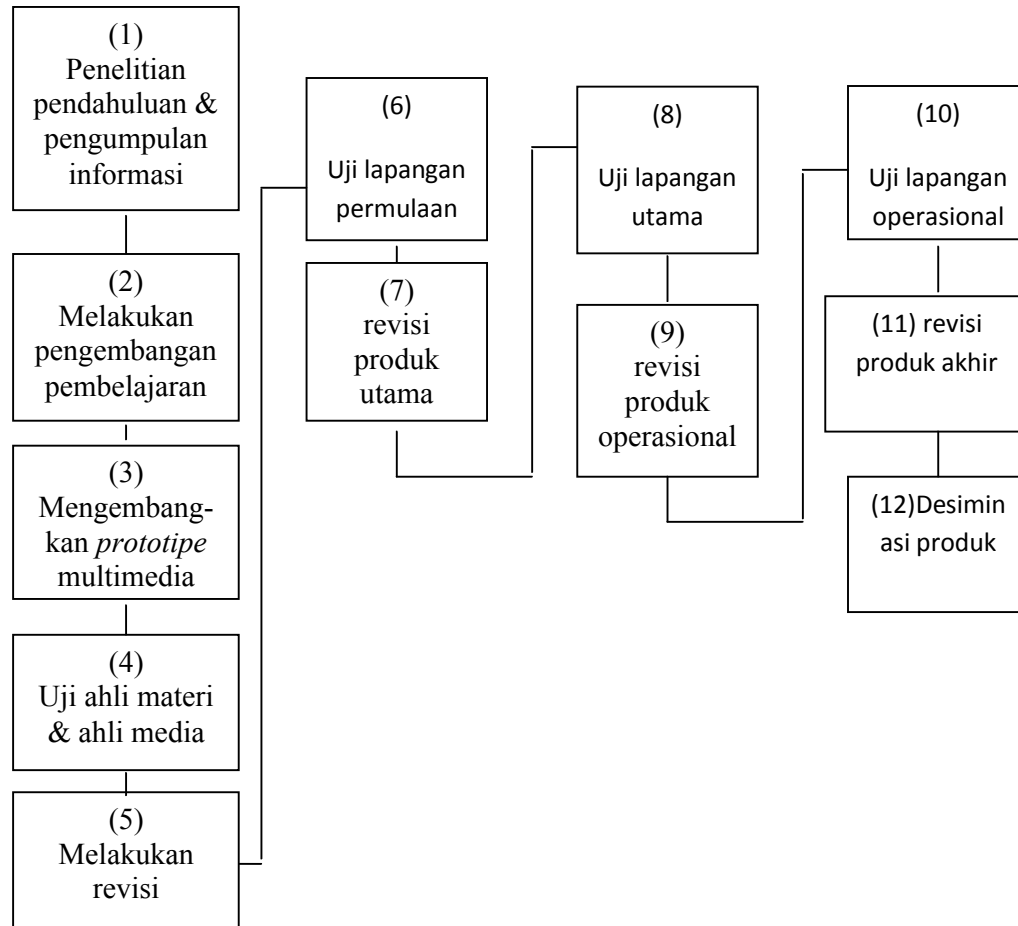 (1)
Penelitian
pendahuluan &
pengumpulan
informasi
(2)
Melakukan
pengembangan
pembelajaran
(3)
Mengembang-
kan prototipe
multimedia
(4)
Uji ahli materi
& ahli media
(5)
Melakukan
revisi
(6)
Uji lapangan
permulaan
(7)
revisi
produk
utama
(8)
Uji lapangan
utama
(9)
revisi
produk
operasional
(10)
Uji lapangan
operasional
(11) revisi
produk akhir
(12)Desimin
asi produk